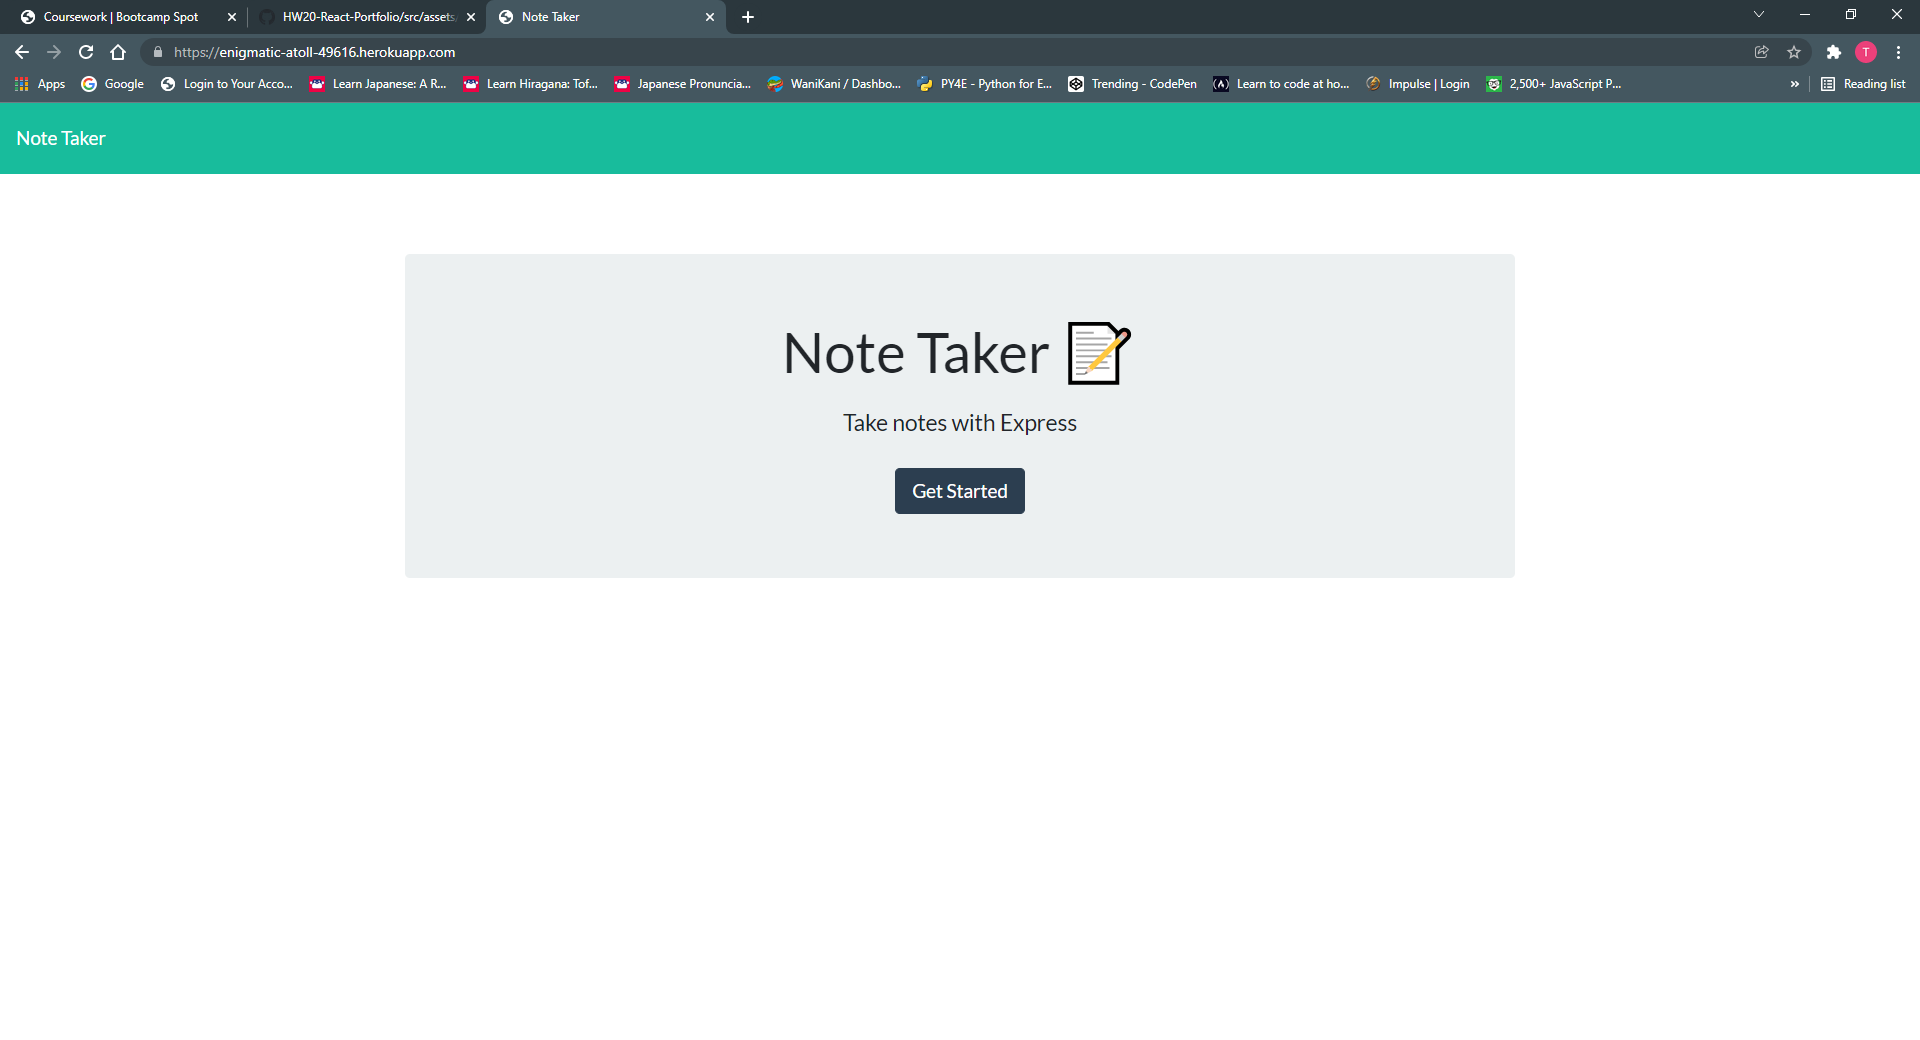 Coursework | Bootcamp Spot
HW20-React-Portfolio/src/assets
Note Taker
https://enigmatic-atoll-49616.herokuapp.com
T
Apps
Google
Login to Your Acco...
Learn Japanese: A R...
Learn Hiragana: Tof...
Japanese Pronuncia...
WaniKani / Dashbo...
PY4E - Python for E...
Trending - CodePen
Learn to code at ho...
Impulse | Login
2,500+ JavaScript P...
»
Reading list
Note Taker
Note Taker 📝
Take notes with Express
Get Started